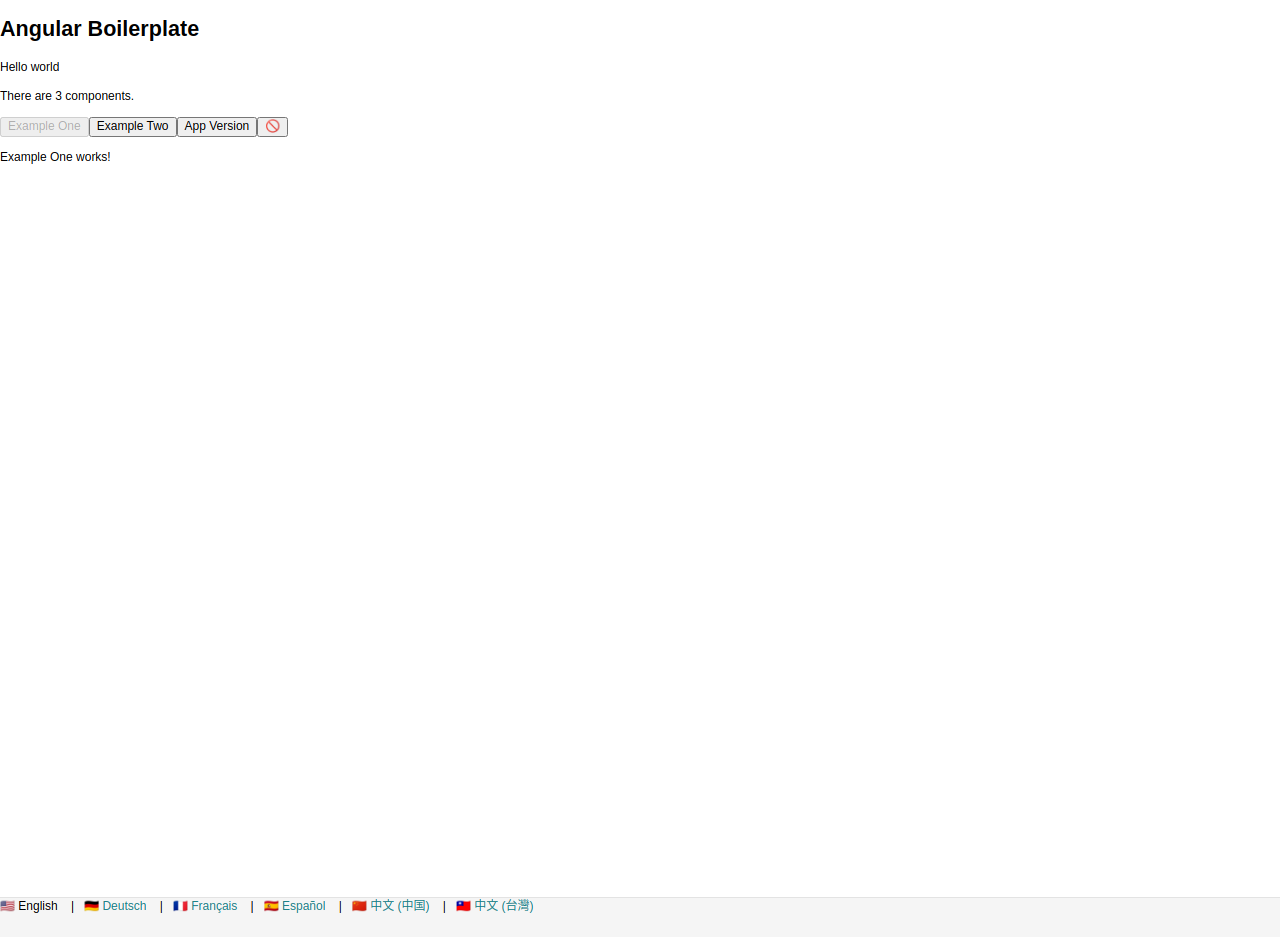 Angular Boilerplate
Hello world
There are 3 components.
Example One Example Two App Version 🚫
Example One works!
🇺🇸 English | 🇩🇪 Deutsch | 🇫🇷 Français | 🇪🇸 Español | 🇨🇳 中文 (中国) | 🇹🇼 中文 (台灣)